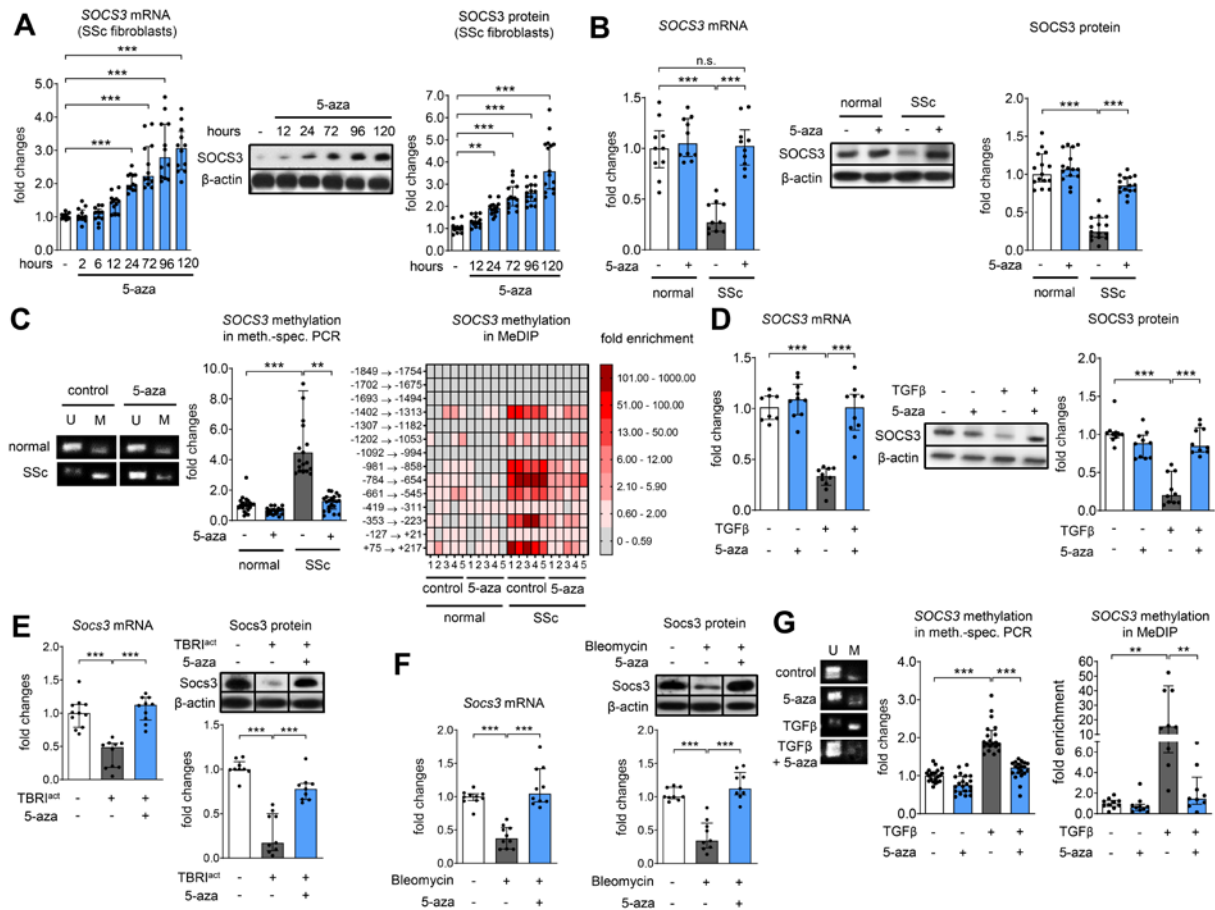 A
SOCS3 mRNA
(SSc fibroblasts)
***
***
***
***
fold changes
5.0
4.0
3.0
2.0
1.0
0.0
hours - 2 6 12 24 72 96 120
5-aza
5-aza
hours - 12 24 72 96 120
SOCS3
β-actin
SOCS3 protein
(SSc fibroblasts)
***
***
***
**
fold changes
7.0
6.0
5.0
4.0
3.0
2.0
1.0
0.0
hours - 12 24 72 96 120
5-aza
B
SOCS3 mRNA
n.s.
*** ***
fold changes
1.5
1.0
0.5
0.0
5-aza - + - +
normal SSc
normal SSc
5-aza - + - +
SOCS3
β-actin
SOCS3 protein
*** ***
fold changes
2.0
1.5
1.0
0.5
0.0
5-aza - + - +
normal SSc
C
control 5-aza
U M U M
normal
SSc
SOCS3 methylation
in meth.-spec. PCR
*** **
fold changes
10.0
8.0
6.0
4.0
2.0
0.0
5-aza - + - +
normal SSc
SOCS3 methylation
in MeDIP
-1849 → -1754
-1702 → -1675
-1693 → -1494
-1402 → -1313
-1307 → -1182
-1202 → -1053
-1092 → -994
-981 → -858
-784 → -654
-661 → -545
-419 → -311
-353 → -223
-127 → +21
+75 → +217
1 2 3 4 5 1 2 3 4 5 1 2 3 4 5 1 2 3 4 5
control 5-aza control 5-aza
normal SSc
fold enrichment
101.00 - 1000.00
51.00 - 100.00
13.00 - 50.00
6.00 - 12.00
2.10 - 5.90
0.60 - 2.00
0 - 0.59
D
SOCS3 mRNA
*** ***
fold changes
1.5
1.0
0.5
0.0
TGFβ - - + +
5-aza - + - +
TGFβ - - + +
5-aza - + - +
SOCS3
β-actin
SOCS3 protein
*** ***
fold changes
2.0
1.5
1.0
0.5
0.0
TGFβ - - + +
5-aza - + - +
E
Socs3 mRNA
*** ***
fold changes
2.0
1.5
1.0
0.5
0.0
TBRIact - + +
5-aza - - +
Socs3 protein
TBRIact - + +
5-aza - - +
Socs3
β-actin
*** ***
fold changes
1.5
1.0
0.5
0.0
TBRIact - + +
5-aza - - +
F
Socs3 mRNA
*** ***
fold changes
2.0
1.5
1.0
0.5
0.0
Bleomycin - + +
5-aza - - +
Socs3 protein
Bleomycin - + +
5-aza - - +
Socs3
β-actin
*** ***
fold changes
2.0
1.5
1.0
0.5
0.0
Bleomycin - + +
5-aza - - +
G
U M
control
5-aza
TGFβ
TGFβ
+ 5-aza
SOCS3 methylation
in meth.-spec. PCR
*** ***
fold changes
4.0
3.0
2.0
1.0
0.0
TGFβ - - + +
5-aza - + - +
SOCS3 methylation
in MeDIP
** **
fold enrichment
60
50
40
30
20
10
8.0
6.0
4.0
2.0
0.0
TGFβ - - + +
5-aza - + - +